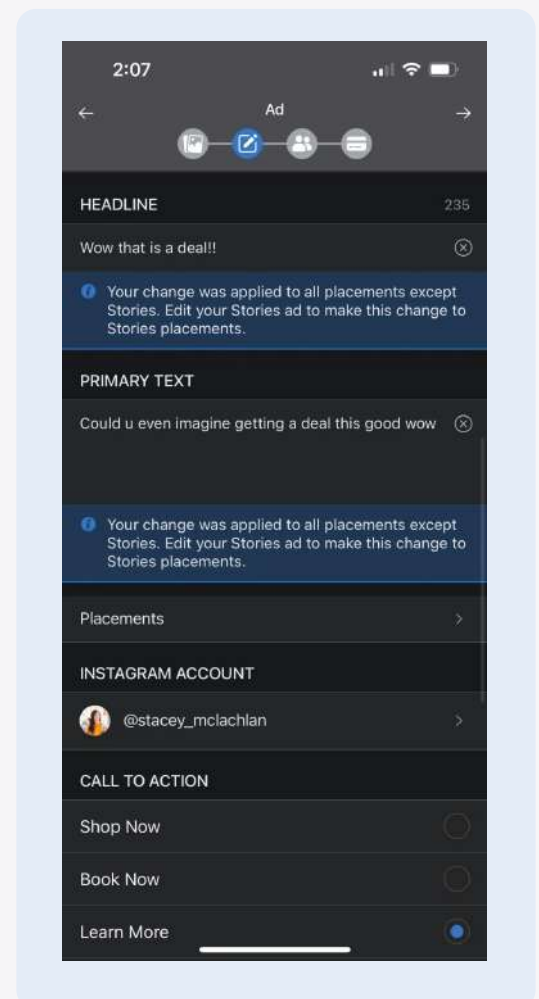 2:07
Ad
HEADLINE 235
Wow that is a deal!!
Your change was applied to all placements except
Stories. Edit your Stories ad to make this change to
Stories placements.
PRIMARY TEXT
Could u even imagine getting a deal this good wow
Your change was applied to all placements except
Stories. Edit your Stories ad to make this change to
Stories placements.
Placements
INSTAGRAM ACCOUNT
@stacey_mclachlan
CALL TO ACTION
Shop Now
Book Now
Learn More